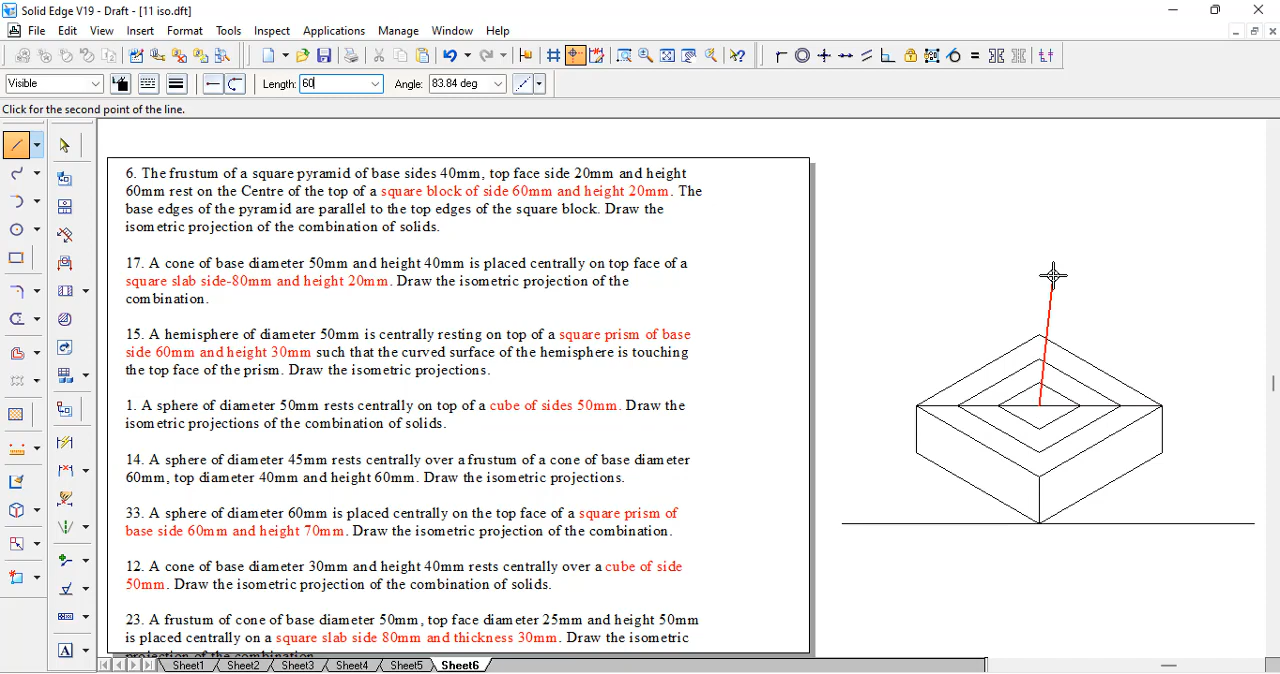 Solid Edge V19 - Draft - [11 iso.dft]
File Edit View Insert Format Tools Inspect Applications Manage Window Help
Visible Length: 60 Angle: 83.84 deg
Click for the second point of the line.
6. The frustum of a square pyramid of base sides 40mm, top face side 20mm and height
60mm rest on the Centre of the top of a square block of side 60mm and height 20mm. The
base edges of the pyramid are parallel to the top edges of the square block. Draw the
isometric projection of the combination of solids.
17. A cone of base diameter 50mm and height 40mm is placed centrally on top face of a
square slab side-80mm and height 20mm. Draw the isometric projection of the
combination.
15. A hemisphere of diameter 50mm is centrally resting on top of a square prism of base
side 60mm and height 30mm such that the curved surface of the hemisphere is touching
the top face of the prism. Draw the isometric projections.
1. A sphere of diameter 50mm rests centrally on top of a cube of sides 50mm. Draw the
isometric projections of the combination of solids.
14. A sphere of diameter 45mm rests centrally over a frustum of a cone of base diameter
60mm, top diameter 40mm and height 60mm. Draw the isometric projections.
33. A sphere of diameter 60mm is placed centrally on the top face of a square prism of
base side 60mm and height 70mm. Draw the isometric projection of the combination.
12. A cone of base diameter 30mm and height 40mm rests centrally over a cube of side
50mm. Draw the isometric projection of the combination of solids.
23. A frustum of cone of base diameter 50mm, top face diameter 25mm and height 50mm
is placed centrally on a square slab side 80mm and thickness 30mm. Draw the isometric
projection of the combination.
Sheet1 Sheet2 Sheet3 Sheet4 Sheet5 Sheet6